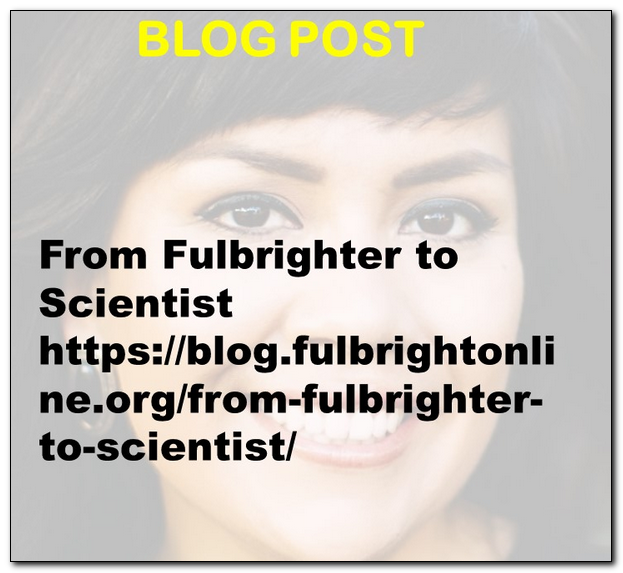 BLOG POST
From Fulbrighter to
Scientist
https://blog.fulbrightonli
ne.org/from-fulbrighter-
to-scientist/